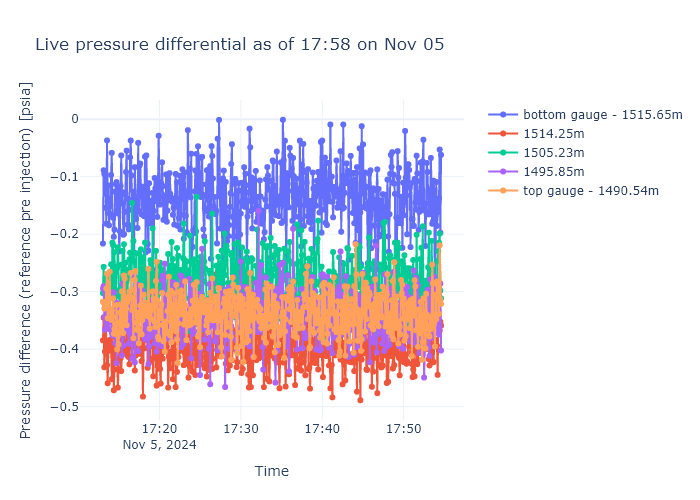 Live pressure differential as of 17:58 on Nov 05
Pressure difference (reference pre injection) [psia]
0
−0.1
−0.2
−0.3
−0.4
−0.5
17:20
17:30
17:40
17:50
Nov 5, 2024
Time
bottom gauge - 1515.65m
1514.25m
1505.23m
1495.85m
top gauge - 1490.54m